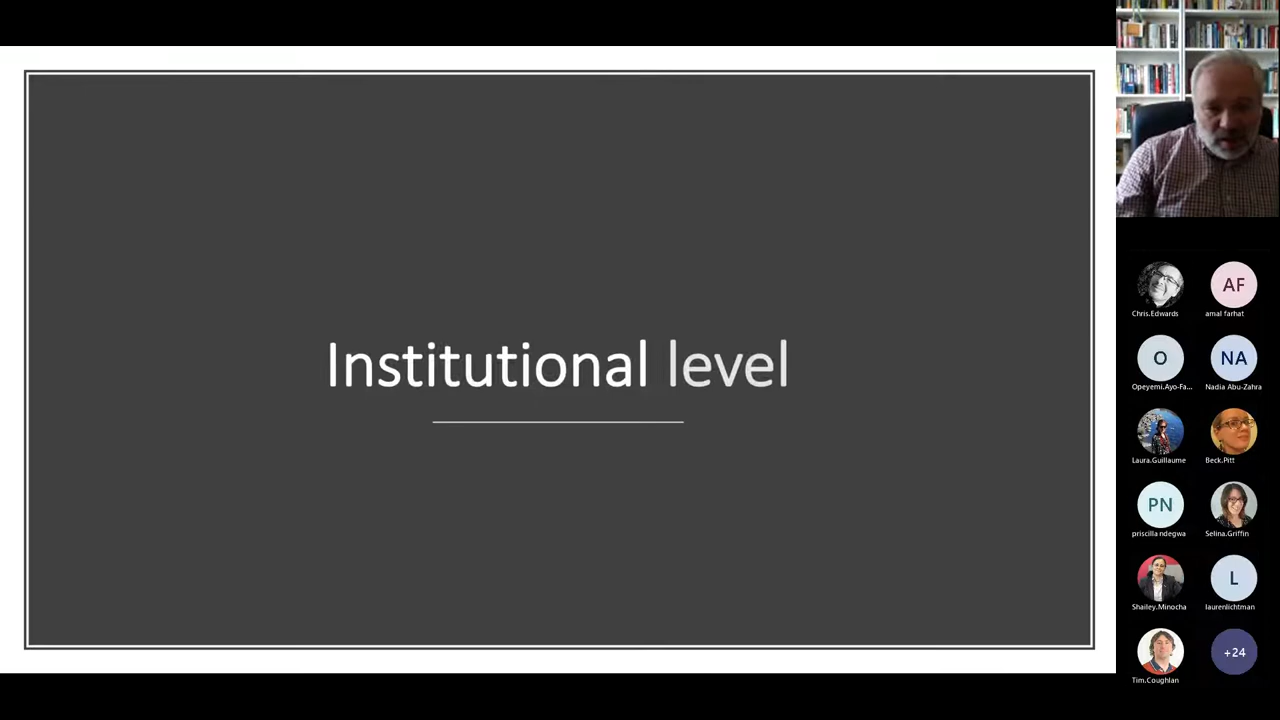 Institutional level
AF
Chris.Edwards
amal farhat
O
NA
Opeyemi.Ayo-Fa...
Nadia Abu-Zahra
Laura.Guillaume
Beck.Pitt
PN
priscilla ndegwa
Selina.Griffin
L
Shailey.Minocha
laurenlichtman
+24
Tim.Coughlan